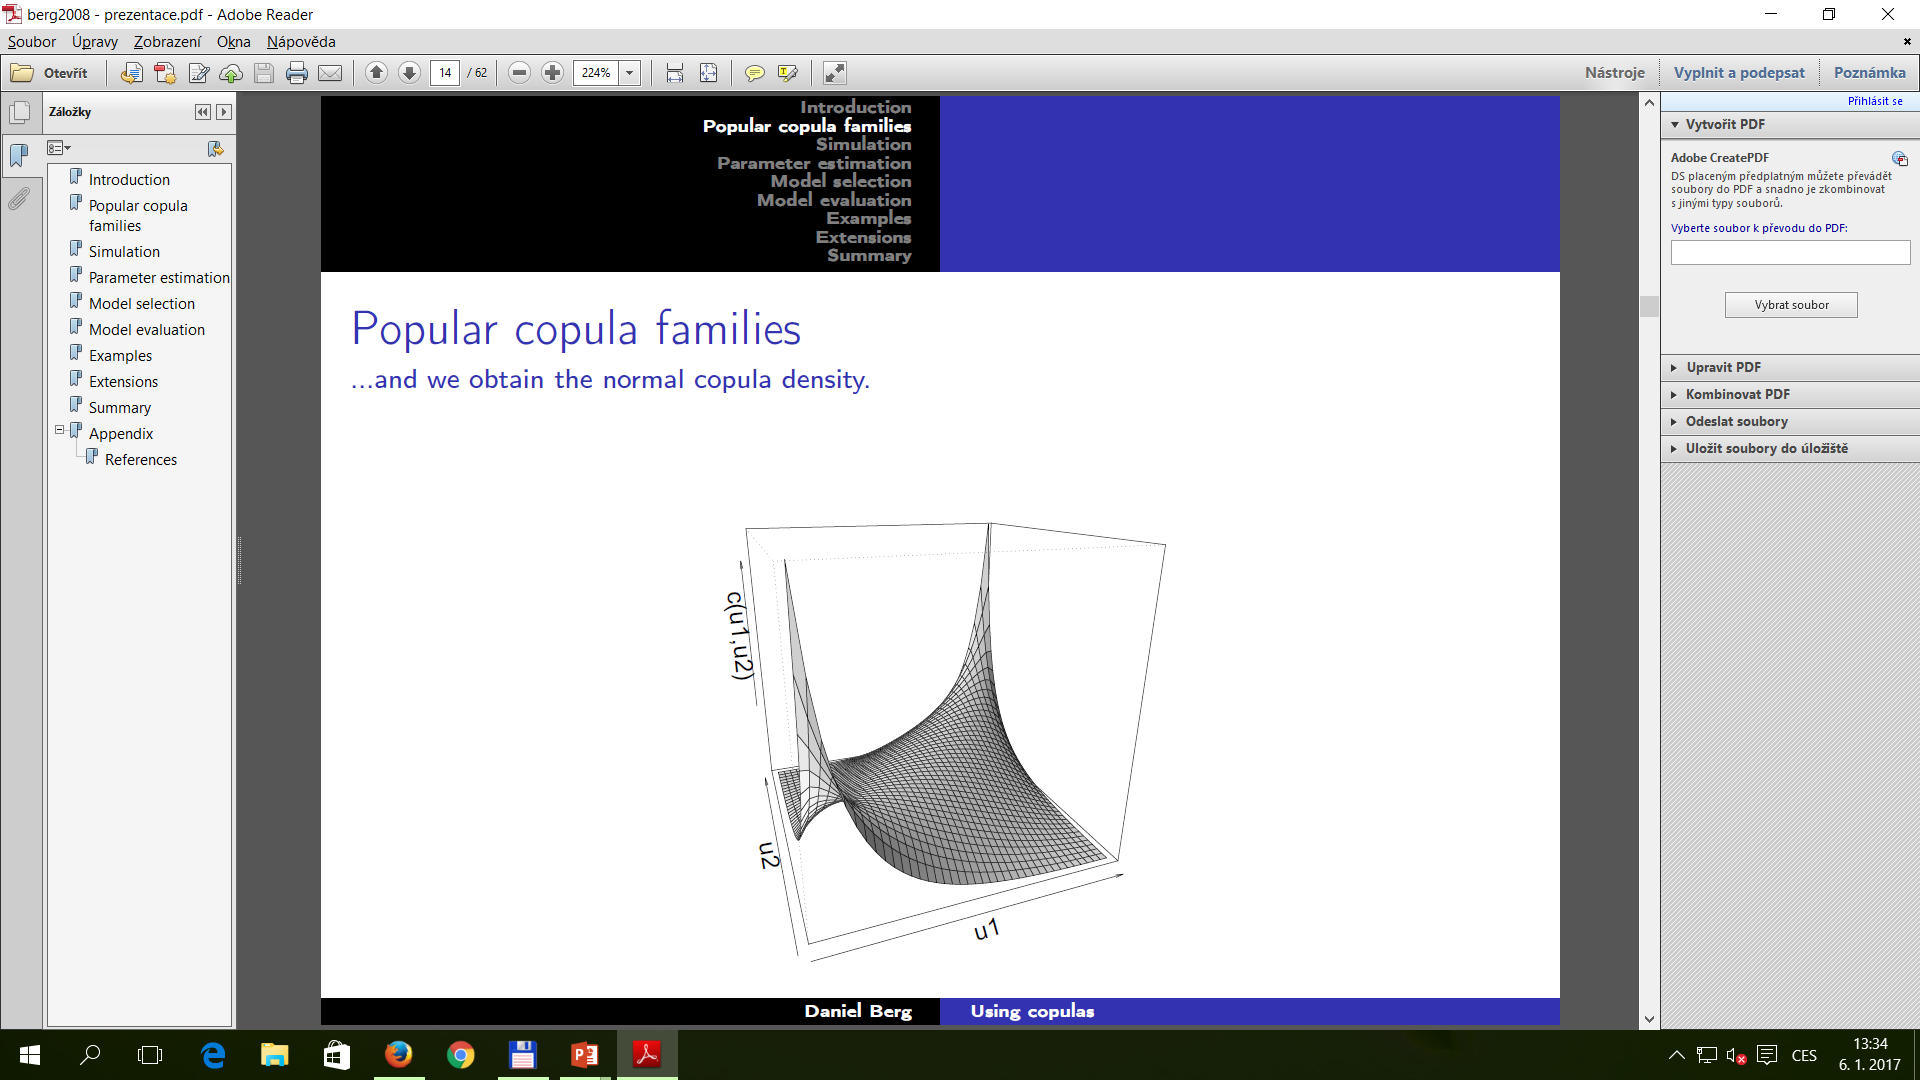 berg2008 - prezentace.pdf - Adobe Reader
Soubor Úpravy Zobrazení Okna Nápověda
Otevřít 14 / 62 224% Nástroje Vyplnit a podepsat Poznámka
Záložky
Introduction
Popular copula
families
Simulation
Parameter estimation
Model selection
Model evaluation
Examples
Extensions
Summary
Appendix
References
Introduction
Popular copula families
Simulation
Parameter estimation
Model selection
Model evaluation
Examples
Extensions
Summary
Popular copula families
...and we obtain the normal copula density.
c(u1,u2)
u2
u1
Daniel Berg Using copulas
Přihlásit se
Vytvořit PDF
Adobe CreatePDF
DS placeným předplatným můžete převádět
soubory do PDF a snadno je zkombinovat
s jinými typy souborů.
Vyberte soubor k převodu do PDF:
Vybrat soubor
Upravit PDF
Kombinovat PDF
Odeslat soubory
Uložit soubory do úložiště
CES
13:34
6. 1. 2017